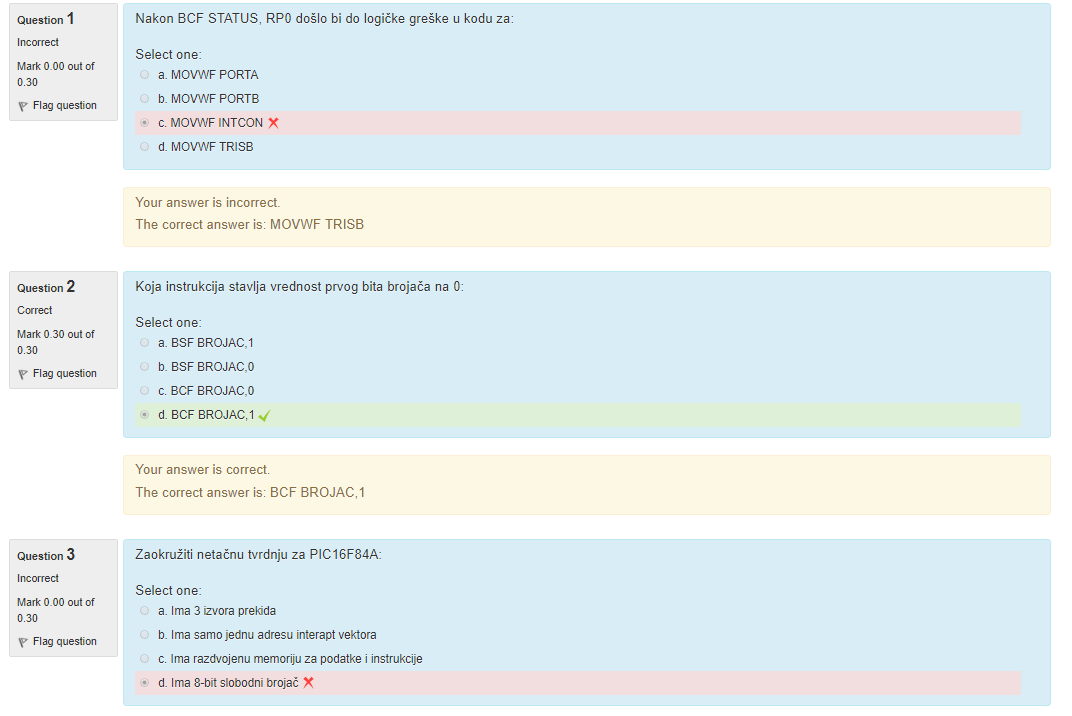 Question 1
Incorrect
Mark 0.00 out of
0.30
Flag question
Nakon BCF STATUS, RP0 došlo bi do logičke greške u kodu za:
Select one:
a. MOVWF PORTA
b. MOVWF PORTB
c. MOVWF INTCON
d. MOVWF TRISB
Your answer is incorrect.
The correct answer is: MOVWF TRISB
Question 2
Correct
Mark 0.30 out of
0.30
Flag question
Koja instrukcija stavlja vrednost prvog bita brojača na 0:
Select one:
a. BSF BROJAC,1
b. BSF BROJAC,0
c. BCF BROJAC,0
d. BCF BROJAC,1
Your answer is correct.
The correct answer is: BCF BROJAC,1
Question 3
Incorrect
Mark 0.00 out of
0.30
Flag question
Zaokružiti netačnu tvrdnju za PIC16F84A:
Select one:
a. Ima 3 izvora prekida
b. Ima samo jednu adresu interapt vektora
c. Ima razdvojenu memoriju za podatke i instrukcije
d. Ima 8-bit slobodni brojač